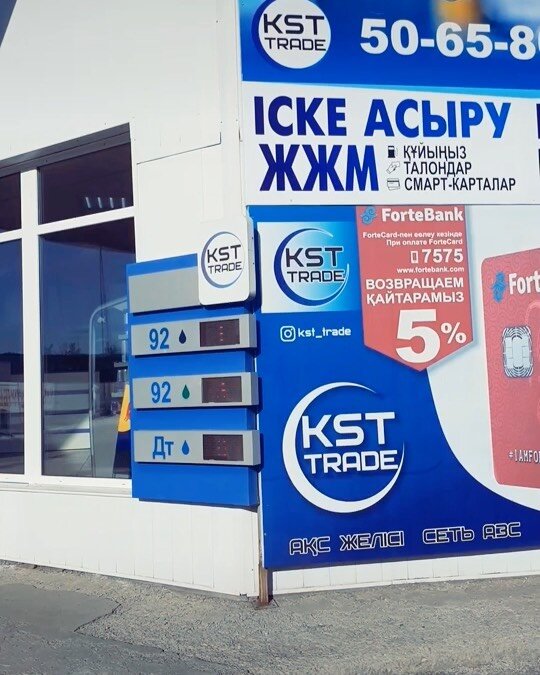 KST
TRADE
50-65-8
ІСКЕ АСЫРУ
ЖЖМ
ҚҰЙЫҢЫЗ
ТАЛОНДАР
СМАРТ-КАРТАЛАР
KST
TRADE
92
92
Дт
KST
TRADE
kst_trade
ForteBank
ForteCard-пен төлеу кезінде
При оплате ForteCard
7575
www.fortebank.com
ВОЗВРАЩАЕМ
ҚАЙТАРАМЫЗ
5%
Forte
KST
TRADE
АҚС ЖЕЛІСІ СЕТЬ АЗС